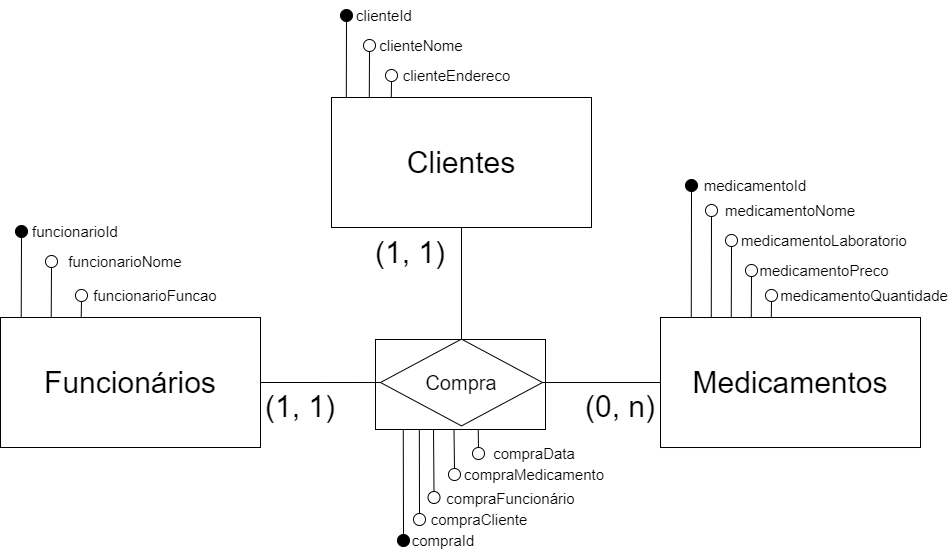 clienteId
clienteNome
clienteEndereco
Clientes
(1, 1)
medicamentoId
medicamentoNome
medicamentoLaboratorio
medicamentoPreco
medicamentoQuantidade
funcionarioId
funcionarioNome
funcionarioFuncao
Funcionários
(1, 1)
Compra
(0, n)
Medicamentos
compraData
compraMedicamento
compraFuncionário
compraCliente
compraId